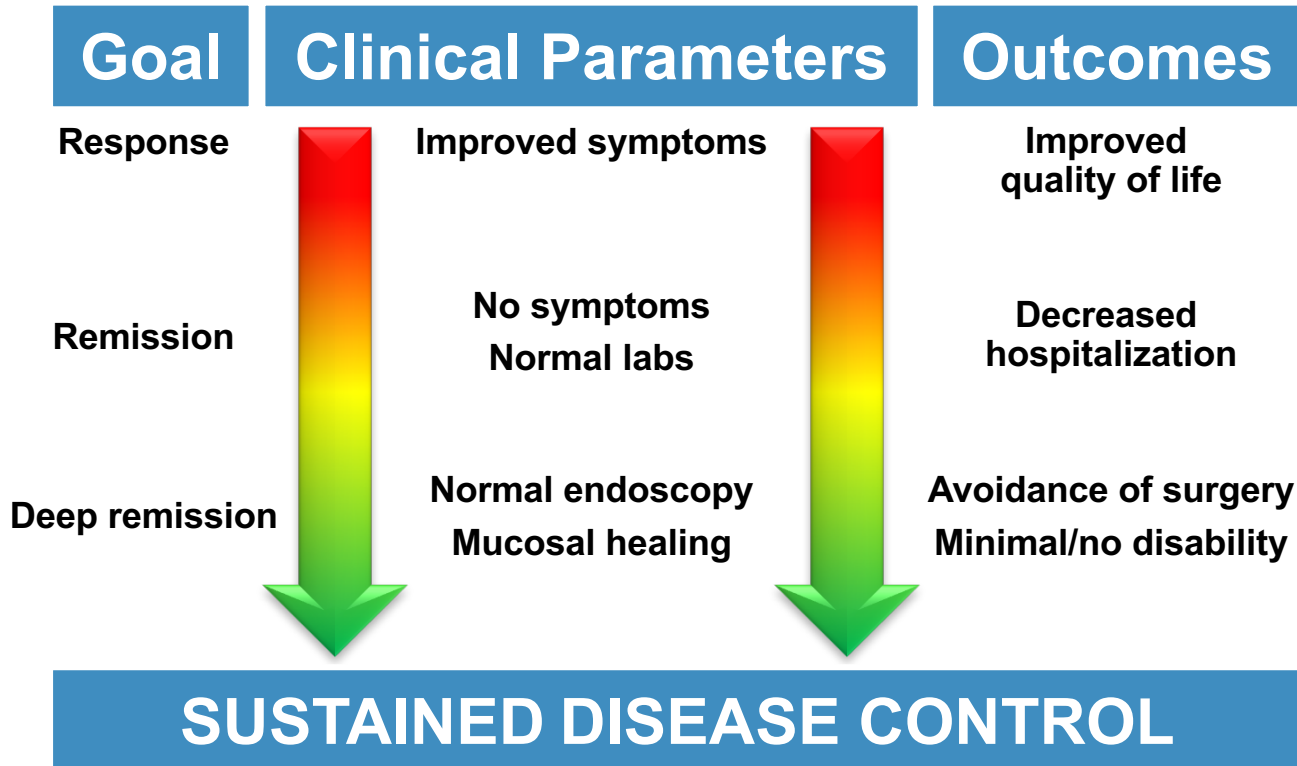 Goal
Clinical Parameters
Outcomes
Response
Improved symptoms
Improved
quality of life
Remission
No symptoms
Normal labs
Decreased
hospitalization
Deep remission
Normal endoscopy
Mucosal healing
Avoidance of surgery
Minimal/no disability
SUSTAINED DISEASE CONTROL